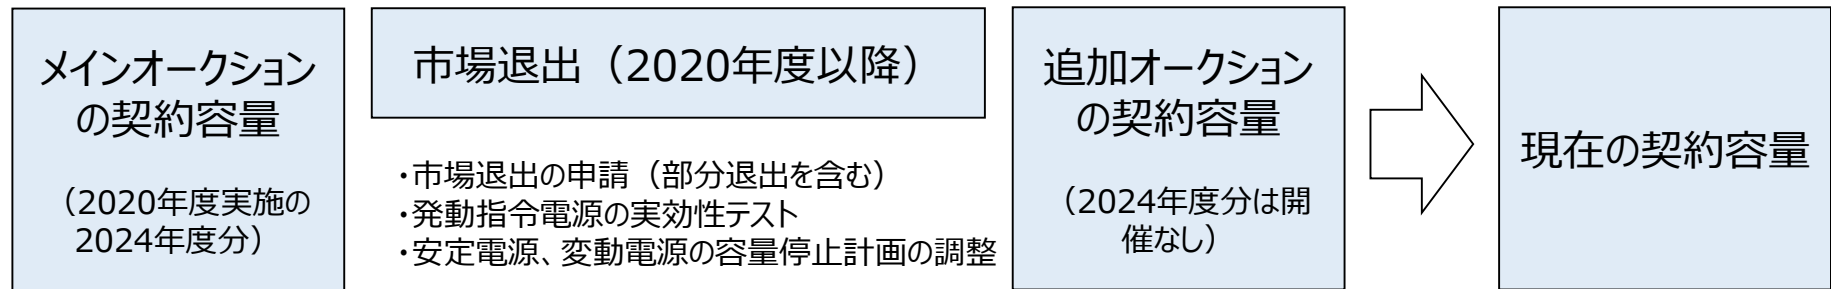 メインオークション
の契約容量
（2020年度実施の
2024年度分）
市場退出（2020年度以降）
・市場退出の申請（部分退出を含む）
・発動指令電源の実効性テスト
・安定電源、変動電源の容量停止計画の調整
追加オークション
の契約容量
（2024年度分は開
催なし）
現在の契約容量